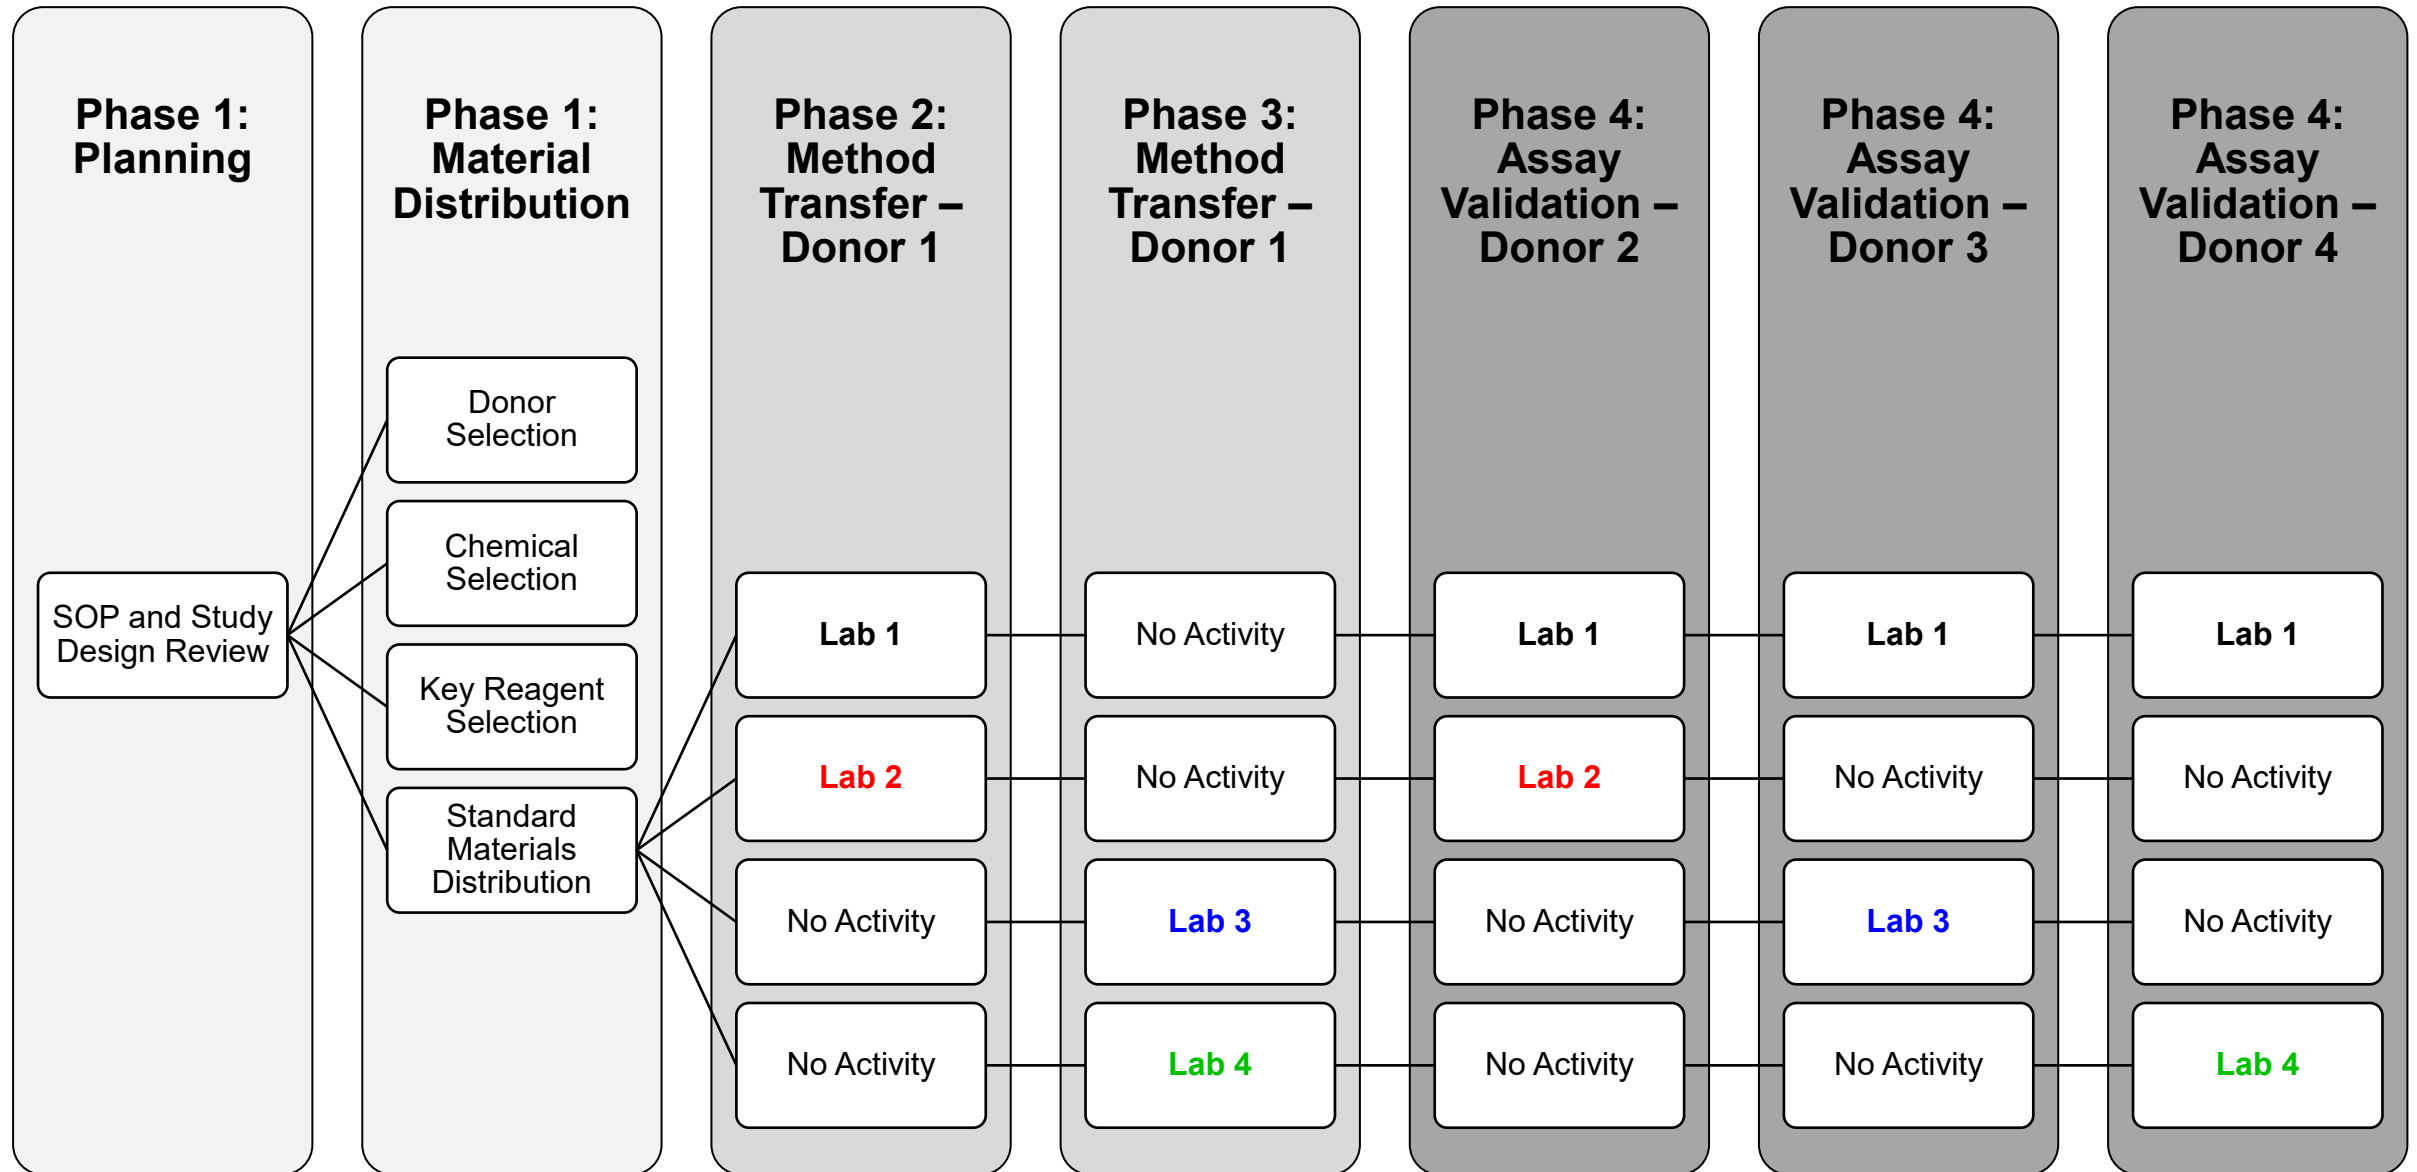 Phase 1:
Planning
SOP and Study
Design Review
Phase 1:
Material
Distribution
Donor
Selection
Chemical
Selection
Key Reagent
Selection
Standard
Materials
Distribution
Phase 2:
Method
Transfer –
Donor 1
Lab 1
Lab 2
No Activity
No Activity
Phase 3:
Method
Transfer –
Donor 1
No Activity
No Activity
Lab 3
Lab 4
Phase 4:
Assay
Validation –
Donor 2
Lab 1
Lab 2
No Activity
No Activity
Phase 4:
Assay
Validation –
Donor 3
Lab 1
No Activity
Lab 3
No Activity
Phase 4:
Assay
Validation –
Donor 4
Lab 1
No Activity
No Activity
Lab 4